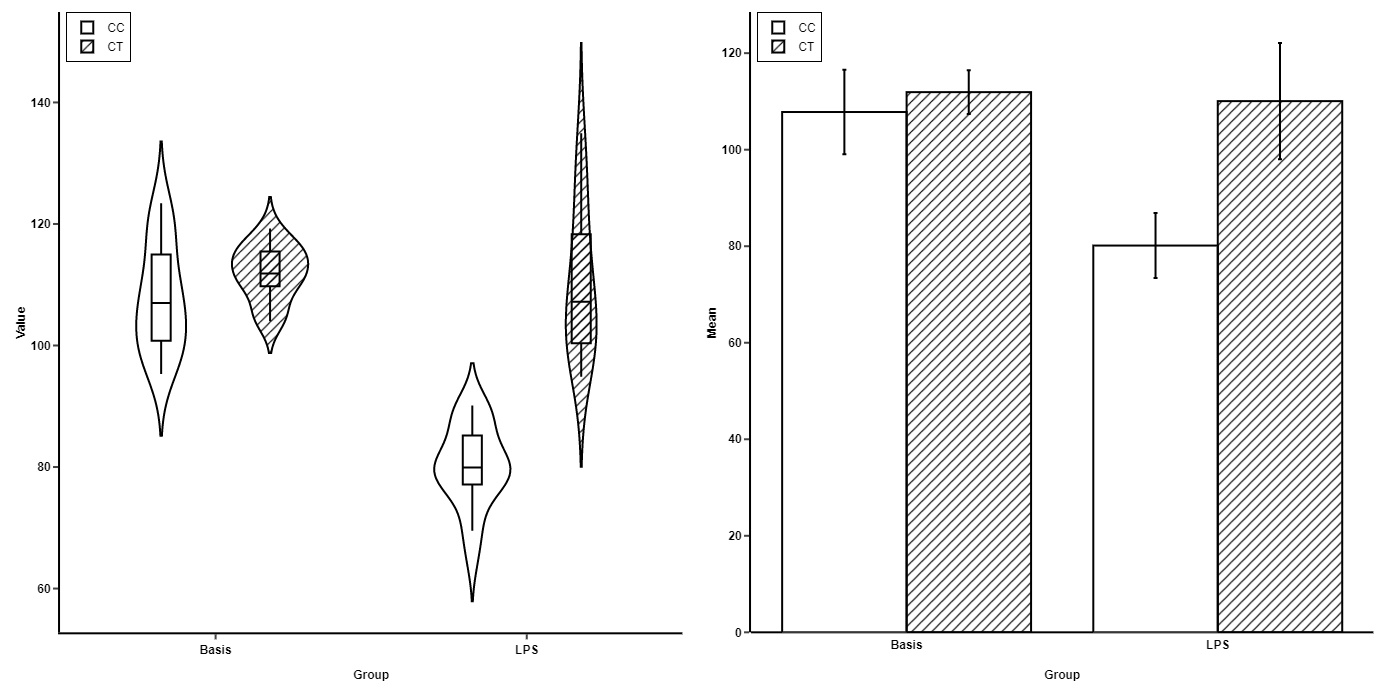 CC
CT
140
120
100
80
60
Value
Basis
LPS
Group
CC
CT
120
100
80
60
40
20
0
Mean
Basis
LPS
Group